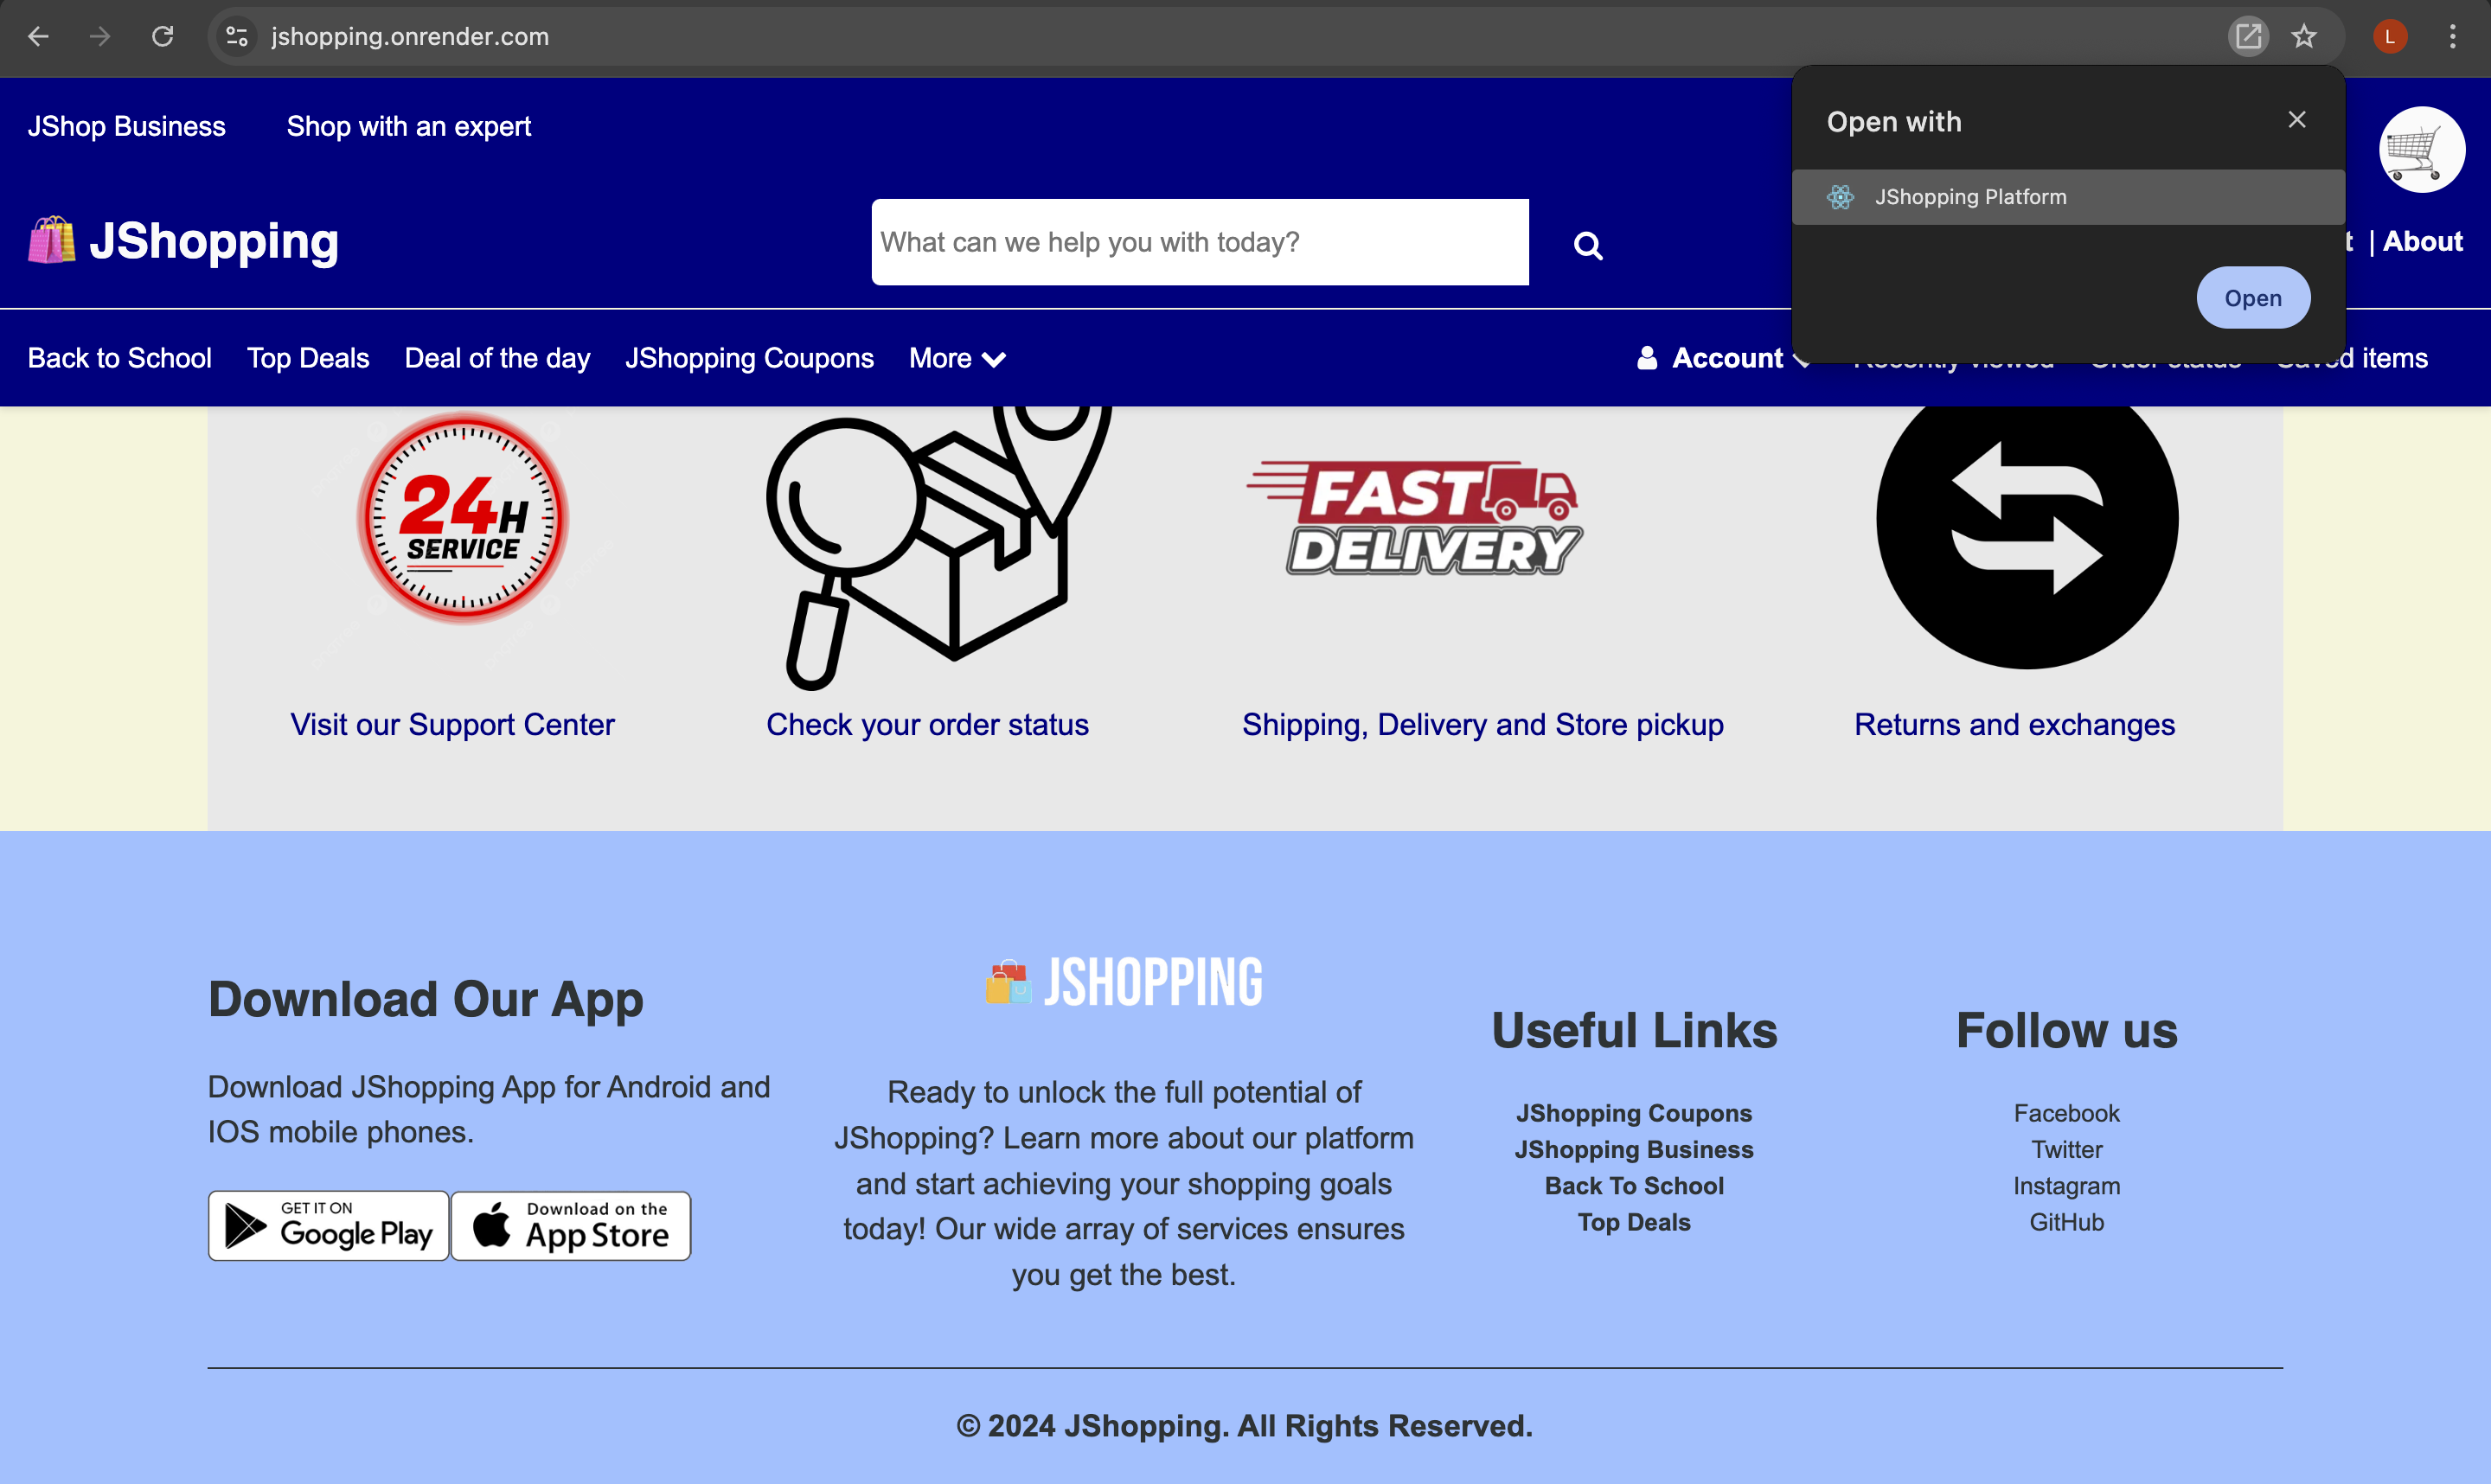 jshopping.onrender.com
L
JShop Business
Shop with an expert
Open with
JShopping Platform
Open
JShopping
What can we help you with today?
| About
Back to School
Top Deals
Deal of the day
JShopping Coupons
More
Account
Recently viewed
Order status
Saved items
24H
SERVICE
FAST
DELIVERY
Visit our Support Center
Check your order status
Shipping, Delivery and Store pickup
Returns and exchanges
Download Our App
Download JShopping App for Android and
IOS mobile phones.
GET IT ON
Google Play
Download on the
App Store
JSHOPPING
Ready to unlock the full potential of
JShopping? Learn more about our platform
and start achieving your shopping goals
today! Our wide array of services ensures
you get the best.
Useful Links
JShopping Coupons
JShopping Business
Back To School
Top Deals
Follow us
Facebook
Twitter
Instagram
GitHub
© 2024 JShopping. All Rights Reserved.